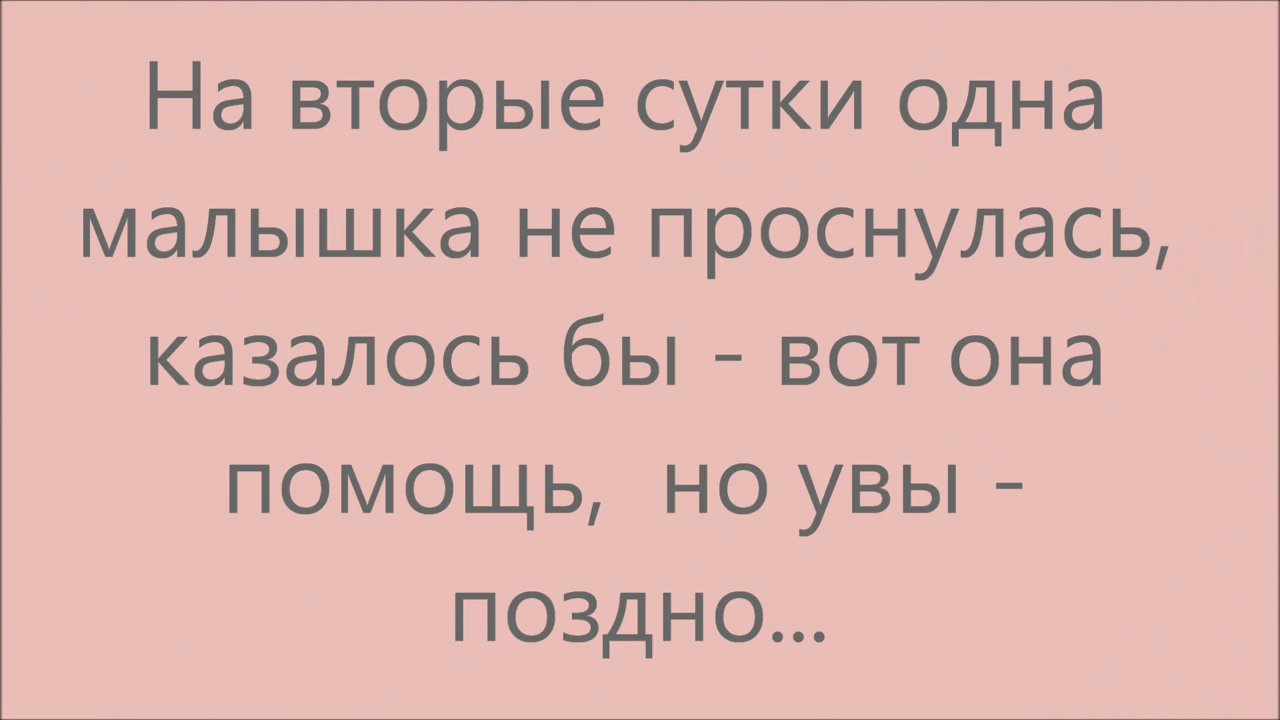 На вторые сутки одна
малышка не проснулась,
казалось бы - вот она
помощь, но увы -
поздно...